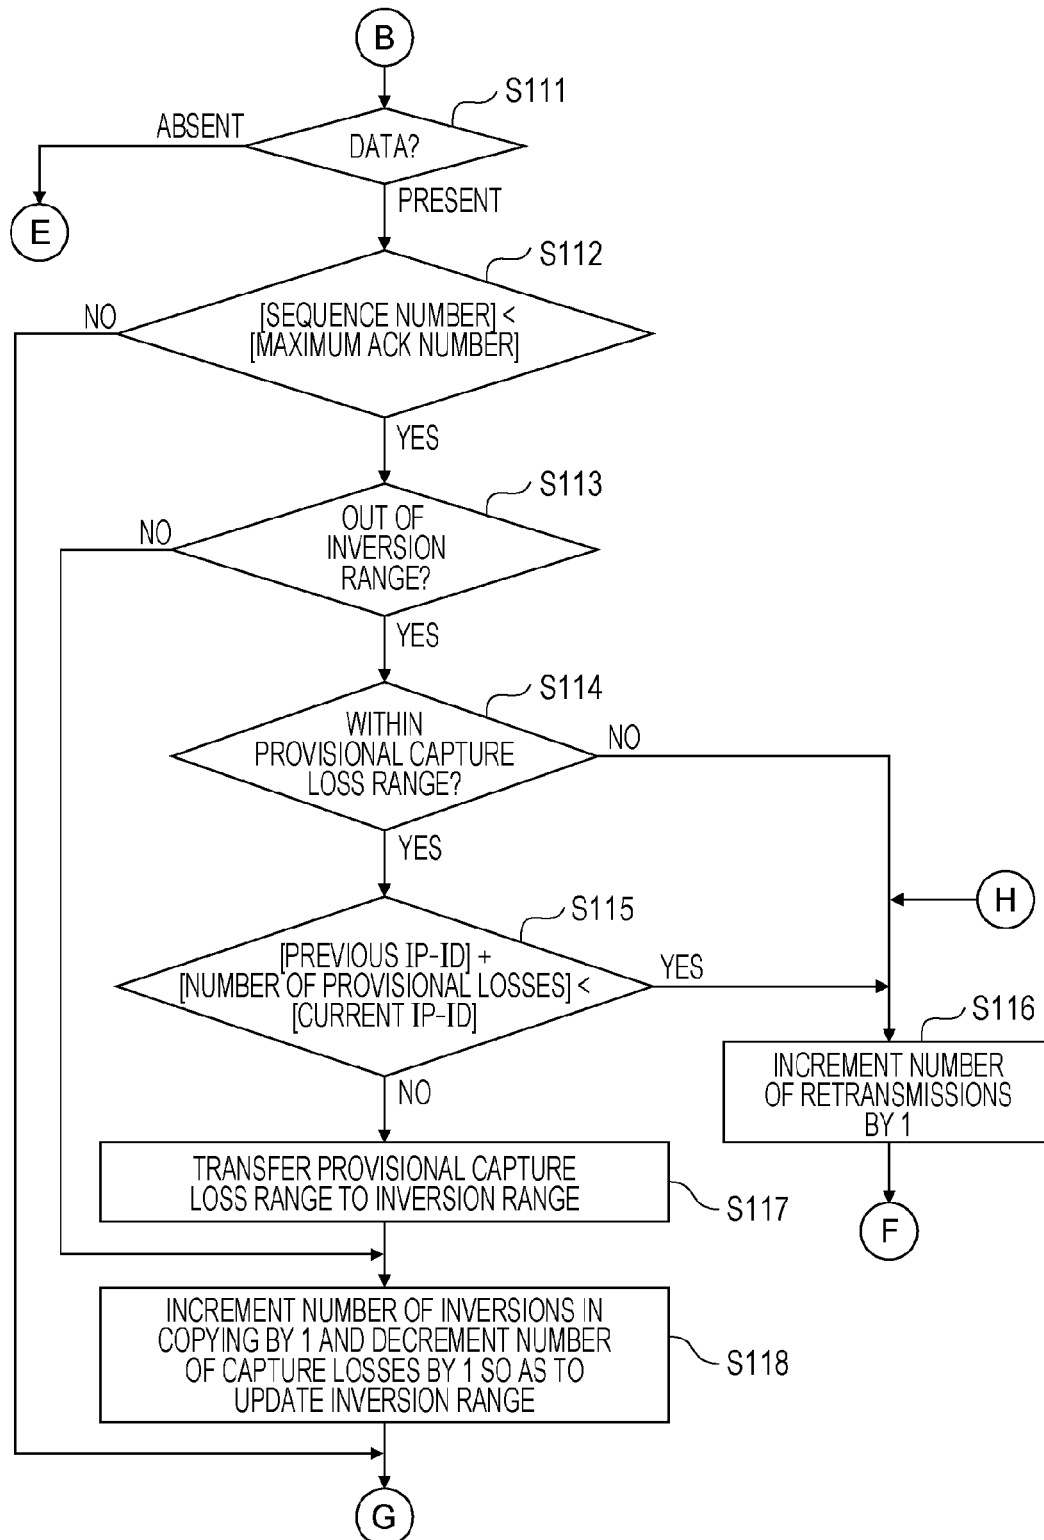 B
S111
ABSENT
DATA?
PRESENT
E
S112
NO
[SEQUENCE NUMBER] <
[MAXIMUM ACK NUMBER]
YES
S113
NO
OUT OF
INVERSION
RANGE?
YES
S114
WITHIN
PROVISIONAL CAPTURE
LOSS RANGE?
NO
YES
H
S115
[PREVIOUS IP-ID] +
[NUMBER OF PROVISIONAL LOSSES] <
[CURRENT IP-ID]
YES
S116
INCREMENT NUMBER
OF RETRANSMISSIONS
BY 1
NO
TRANSFER PROVISIONAL CAPTURE
LOSS RANGE TO INVERSION RANGE
S117
F
INCREMENT NUMBER OF INVERSIONS IN
COPYING BY 1 AND DECREMENT NUMBER
OF CAPTURE LOSSES BY 1 SO AS TO
UPDATE INVERSION RANGE
S118
G